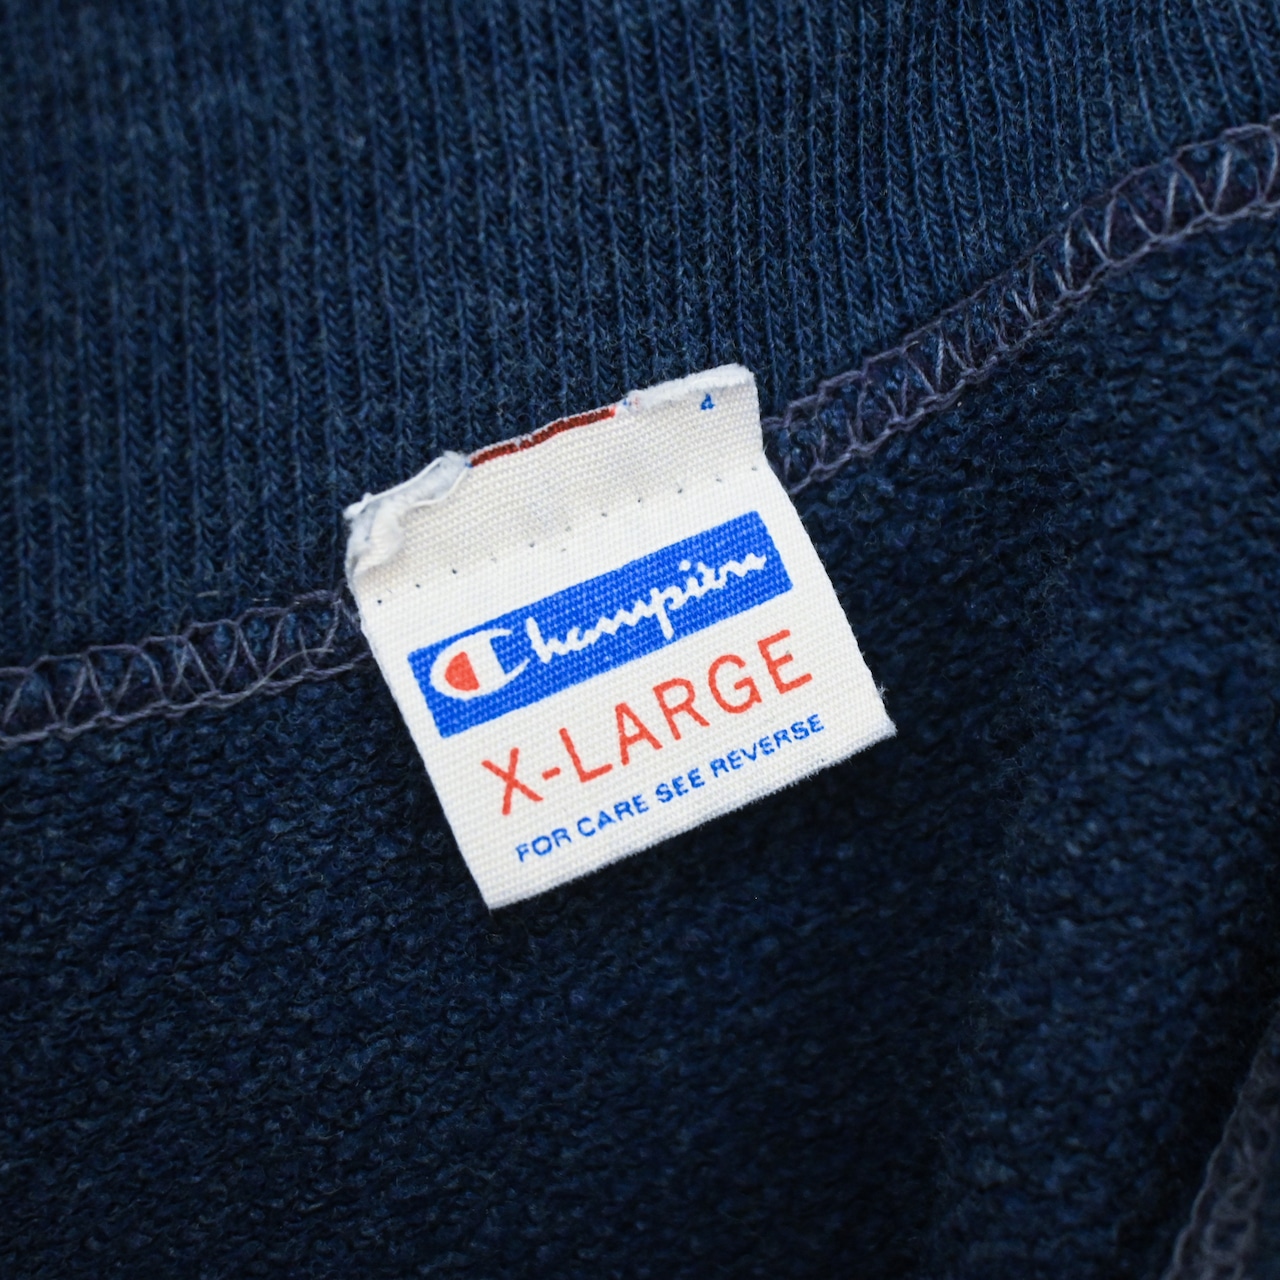 Champion
X-LARGE
FOR CARE SEE REVERSE